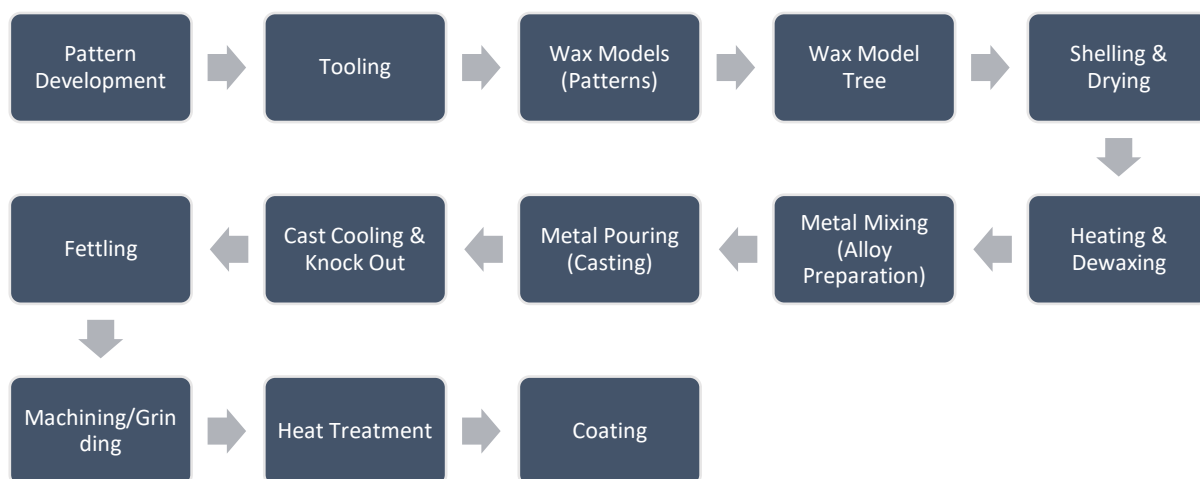 Pattern
Development
Tooling
Wax Models
(Patterns)
Wax Model
Tree
Shelling &
Drying
Heating &
Dewaxing
Metal Mixing
(Alloy
Preparation)
Metal Pouring
(Casting)
Cast Cooling &
Knock Out
Fettling
Machining/Grin
ding
Heat Treatment
Coating